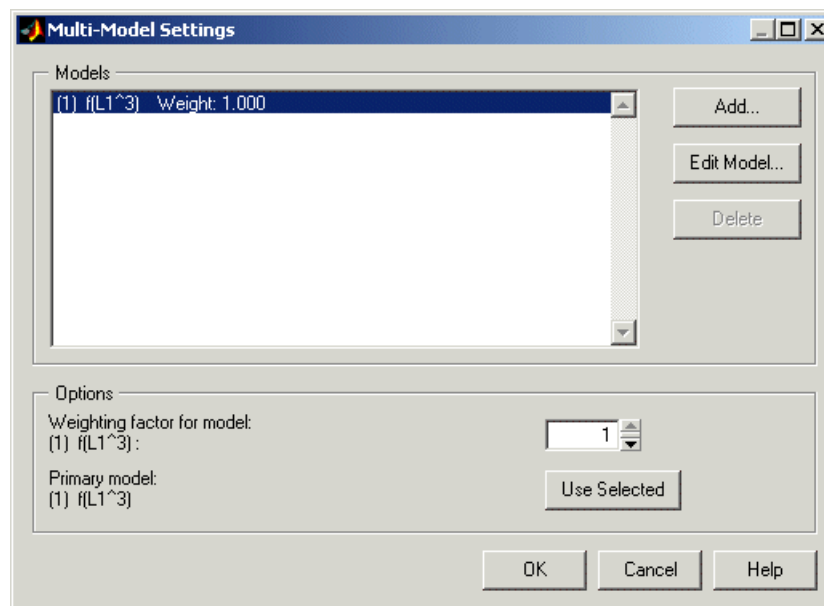 Multi-Model Settings
Models
(1) f(L1^3) Weight: 1.000
Add...
Edit Model...
Delete
Options
Weighting factor for model:
(1) f(L1^3) :
1
Primary model:
(1) f(L1^3)
Use Selected
OK
Cancel
Help